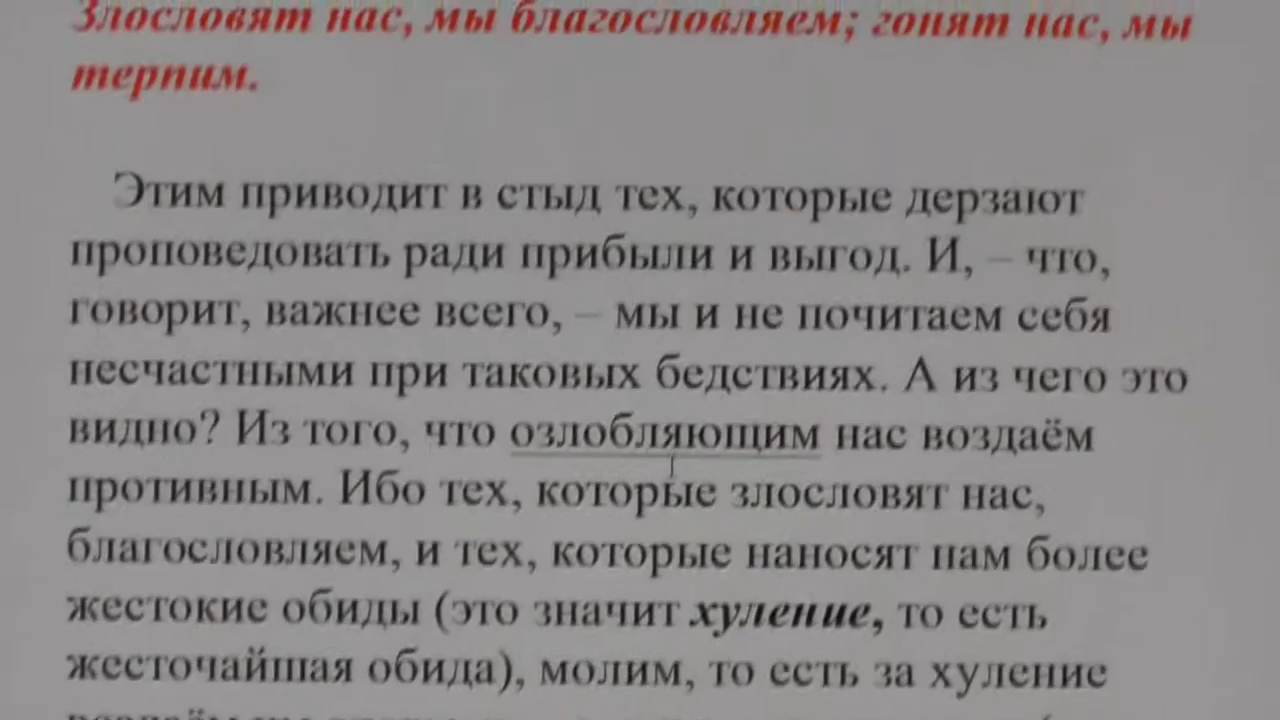 Злословят нас, мы благословляем; гонят нас, мы
терпим.
Этим приводит в стыд тех, которые дерзают
проповедовать ради прибыли и выгод. И, – что,
говорит, важнее всего, – мы и не почитаем себя
несчастными при таковых бедствиях. А из чего это
видно? Из того, что озлобляющим нас воздаём
противным. Ибо тех, которые злословят нас,
благословляем, и тех, которые наносят нам более
жестокие обиды (это значит хуление, то есть
жесточайшая обида), молим, то есть за хуление